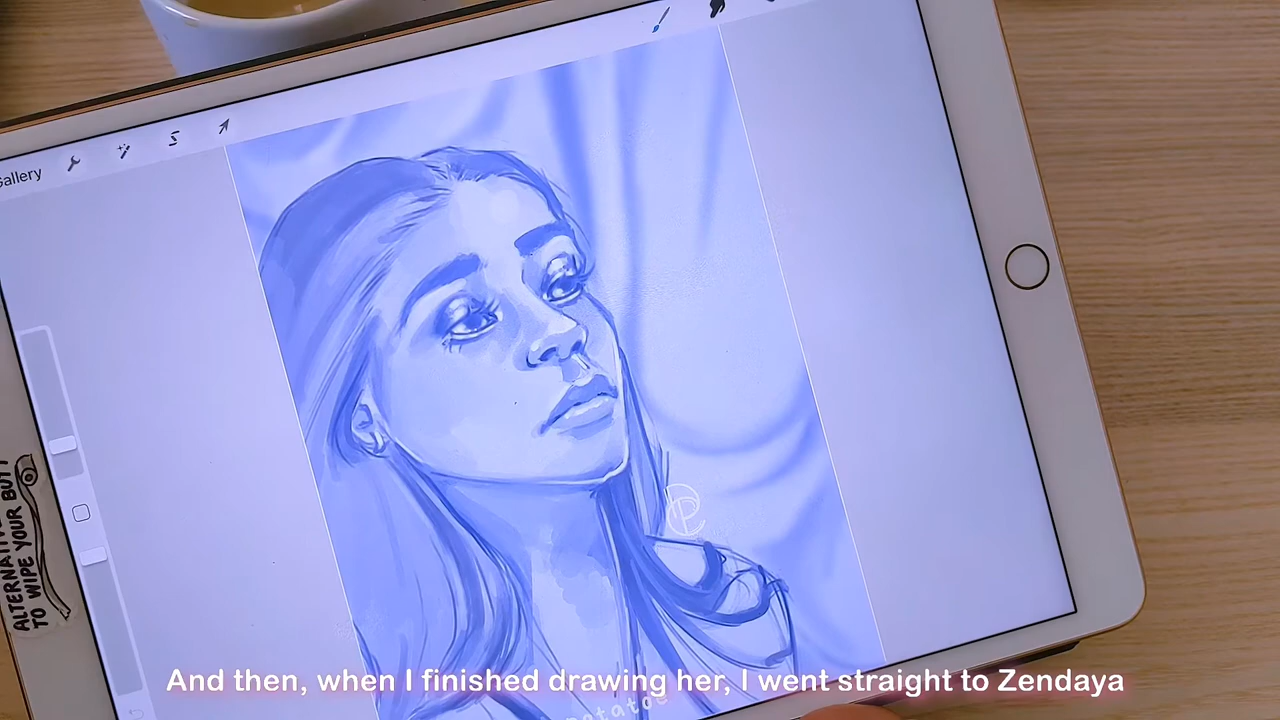 Gallery
ALTERNATIVE
TO WIPE YOUR BUTT
And then, when I finished drawing her, I went straight to Zendaya